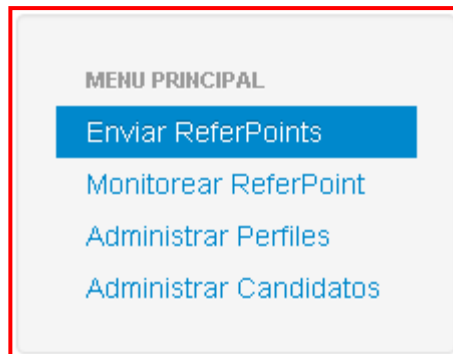 MENU PRINCIPAL
Enviar ReferPoints
Monitorear ReferPoint
Administrar Perfiles
Administrar Candidatos